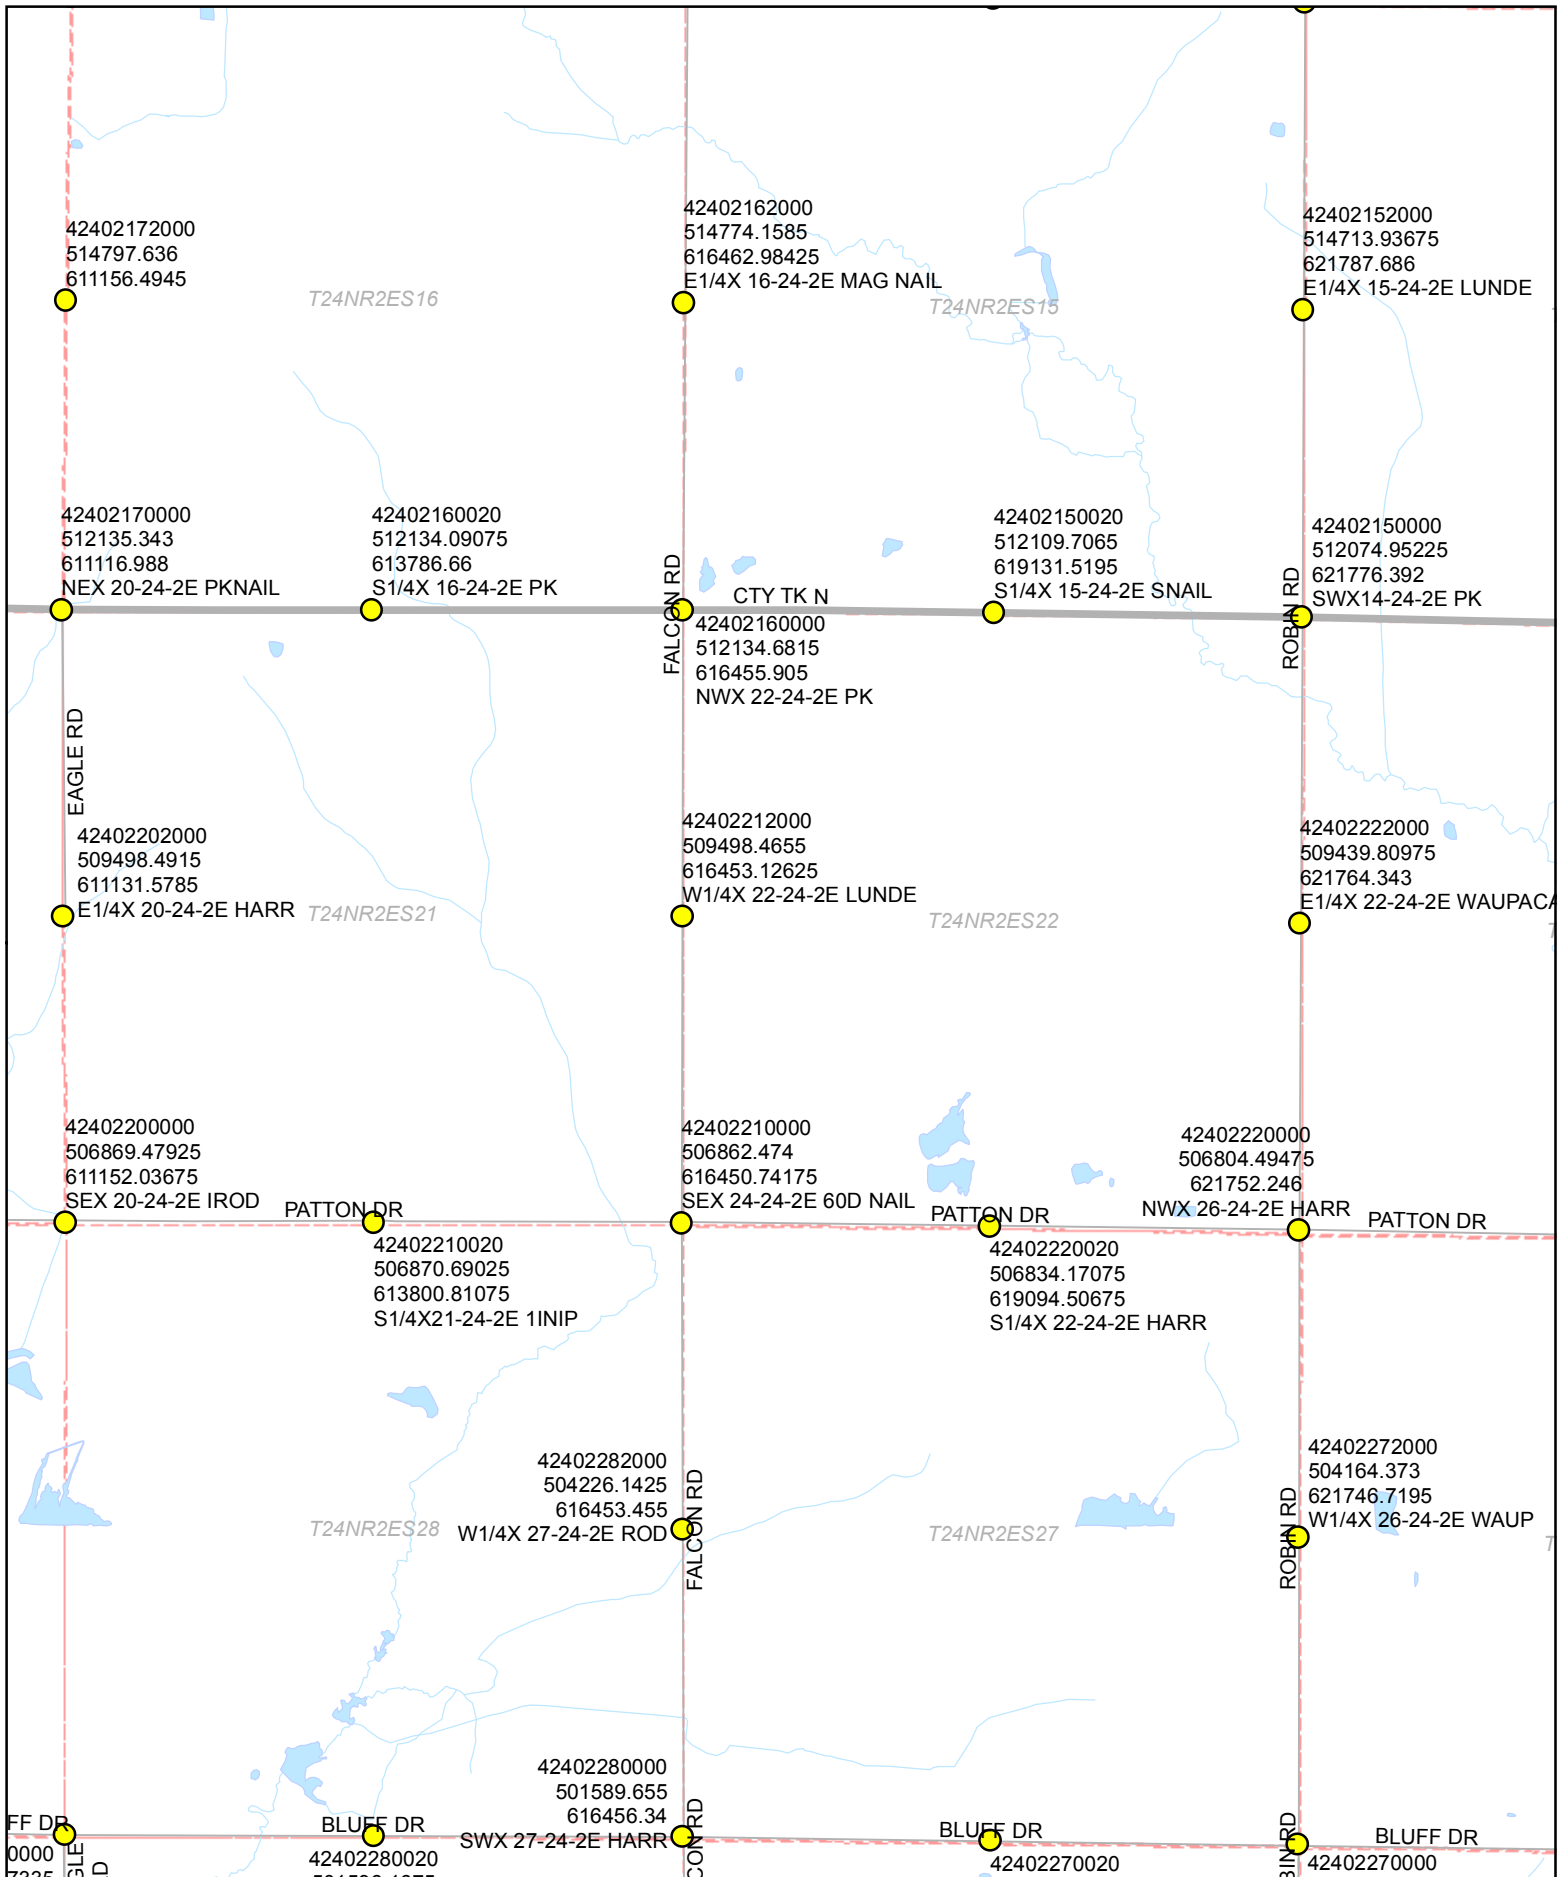 42402172000
514797.636
611156.4945
42402162000
514774.1585
616462.98425
E1/4X 16-24-2E MAG NAIL
42402152000
514713.93675
621787.686
E1/4X 15-24-2E LUNDE
T24NR2ES16
T24NR2ES15
42402170000
512135.343
611116.988
NEX 20-24-2E PKNAIL
42402160020
512134.09075
613786.66
S1/4X 16-24-2E PK
42402150020
512109.7065
619131.5195
S1/4X 15-24-2E SNAIL
42402150000
512074.95225
621776.392
SWX14-24-2E PK
FALCON RD
CTY TK N
ROBIN RD
42402160000
512134.6815
616455.905
NWX 22-24-2E PK
EAGLE RD
42402202000
509498.4915
611131.5785
E1/4X 20-24-2E HARR
42402212000
509498.4655
616453.12625
W1/4X 22-24-2E LUNDE
42402222000
509439.80975
621764.343
E1/4X 22-24-2E WAUPACA
T24NR2ES21
T24NR2ES22
T
42402200000
506869.47925
611152.03675
SEX 20-24-2E IROD
42402210000
506862.474
616450.74175
SEX 24-24-2E 60D NAIL
42402220000
506804.49475
621752.246
NWX 26-24-2E HARR
PATTON DR
PATTON DR
PATTON DR
42402210020
506870.69025
613800.81075
S1/4X21-24-2E 1INIP
42402220020
506834.17075
619094.50675
S1/4X 22-24-2E HARR
42402282000
504226.1425
616453.455
W1/4X 27-24-2E ROD
FALCON RD
42402272000
504164.373
621746.7195
W1/4X 26-24-2E WAUP
ROBIN RD
T24NR2ES28
T24NR2ES27
T
42402280000
501589.655
616456.34
SWX 27-24-2E HARR
FF DR
BLUFF DR
BLUFF DR
BLUFF DR
0000
GLE
D
42402280020
CON RD
42402270020
BIN RD
42402270000